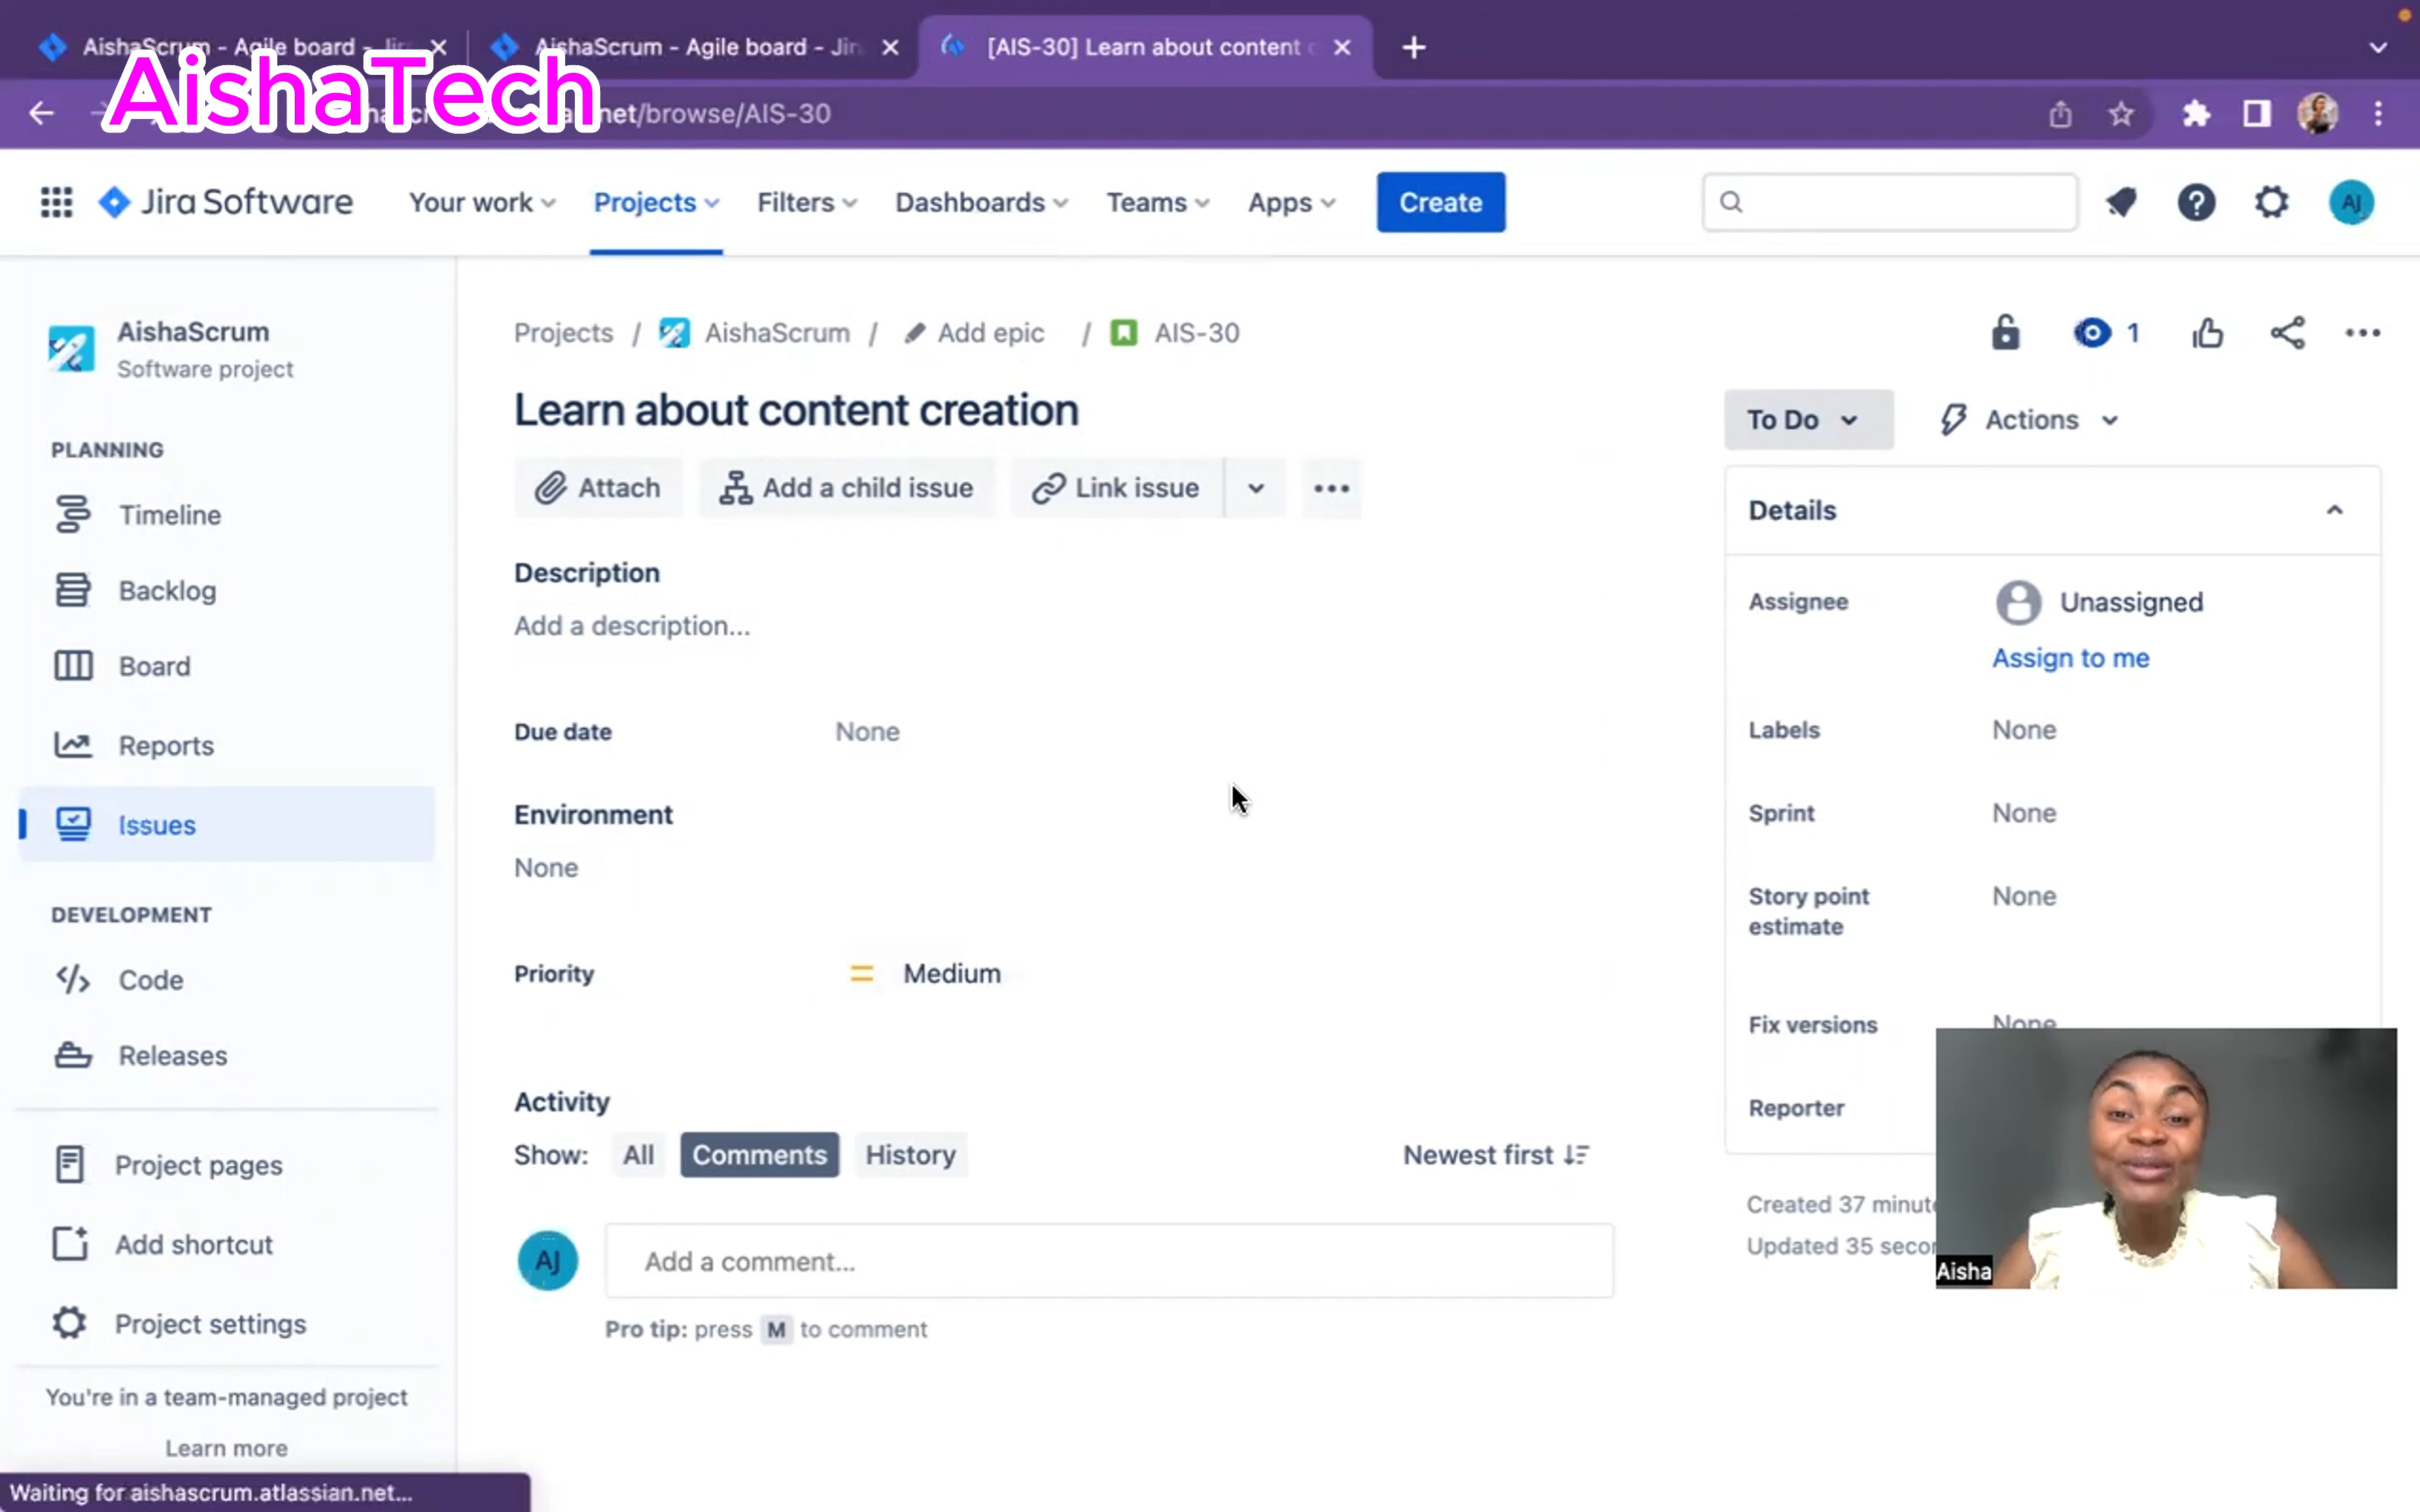 AishaScrum - Agile board - Jir
AishaScrum - Agile board - Jir
[AIS-30] Learn about content c
AishaTech
net/browse/AIS-30
Jira Software
Your work
Projects
Filters
Dashboards
Teams
Apps
Create
AJ
AishaScrum
Software project
PLANNING
Timeline
Backlog
Board
Reports
Issues
DEVELOPMENT
Code
Releases
Project pages
Add shortcut
Project settings
You're in a team-managed project
Learn more
Waiting for aishascrum.atlassian.net...
Projects / AishaScrum / Add epic / AIS-30
1
Learn about content creation
Attach
Add a child issue
Link issue
Description
Add a description...
Due date None
Environment
None
Priority Medium
Activity
Show: All Comments History
Newest first
AJ
Add a comment...
Pro tip: press M to comment
To Do
Actions
Details
Assignee Unassigned
Assign to me
Labels None
Sprint None
Story point
estimate
None
Fix versions None
Reporter
Created 37 minut
Updated 35 secon
Aisha